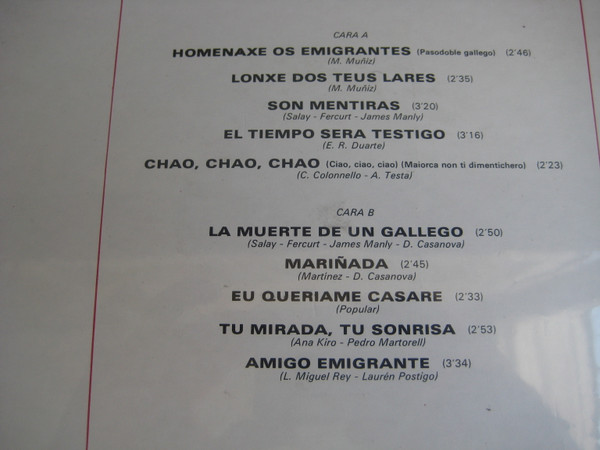 CARA A
HOMENAXE OS EMIGRANTES (Pasodoble gallego) (2'46)
(M. Muñiz)
LONXE DOS TEUS LARES (2'35)
(M. Muñiz)
SON MENTIRAS (3'20)
(Salay - Fercurt - James Manly)
EL TIEMPO SERA TESTIGO (3'16)
(E. R. Duarte)
CHAO, CHAO, CHAO (Ciao, ciao, ciao) (Maiorca non ti dimentichero) (2'23)
(C. Colonnello - A. Testa)
CARA B
LA MUERTE DE UN GALLEGO (2'50)
(Salay - Fercurt - James Manly - D. Casanova)
MARIÑADA (2'45)
(Martinez - D. Casanova)
EU QUERIAME CASARE (2'33)
(Popular)
TU MIRADA, TU SONRISA (2'53)
(Ana Kiro - Pedro Martorell)
AMIGO EMIGRANTE (3'34)
(L. Miguel Rey - Laurén Postigo)